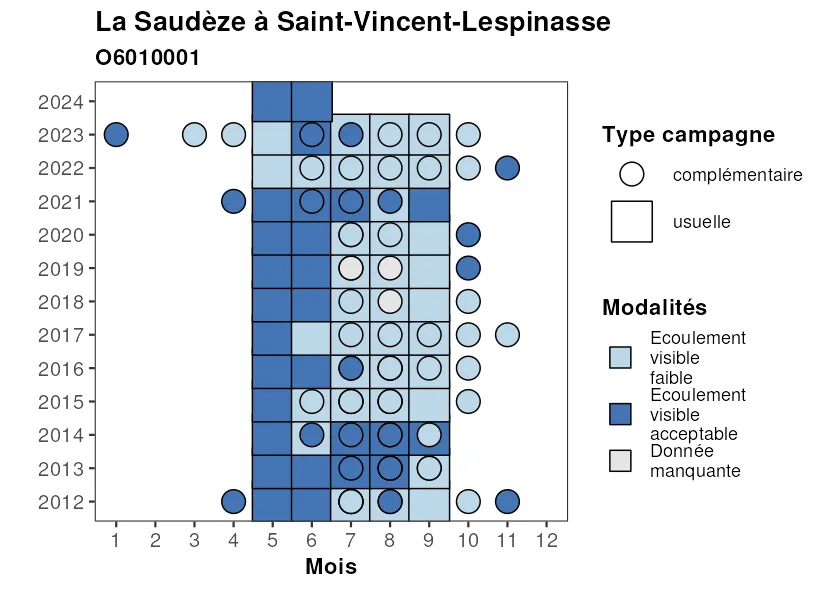 La Saudèze à Saint-Vincent-Lespinasse
O6010001
2024
2023
2022
2021
2020
2019
2018
2017
2016
2015
2014
2013
2012
1 2 3 4 5 6 7 8 9 10 11 12
Mois
Type campagne
complémentaire
usuelle
Modalités
Ecoulement
visible
faible
Ecoulement
visible
acceptable
Donnée
manquante